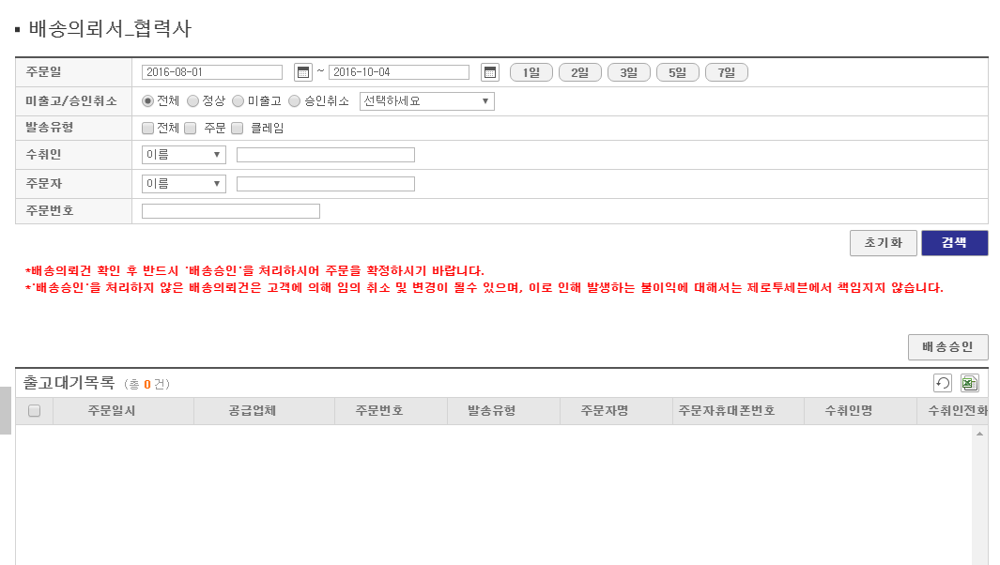 배송의뢰서_협력사
주문일 2016-08-01 ~ 2016-10-04 1일 2일 3일 5일 7일
미출고/승인취소 전체 정상 미출고 승인취소 선택하세요
발송유형 전체 주문 클레임
수취인 이름
주문자 이름
주문번호
초기화 검색
*배송의뢰건 확인 후 반드시 '배송승인'을 처리하시어 주문을 확정하시기 바랍니다.
*'배송승인'을 처리하지 않은 배송의뢰건은 고객에 의해 임의 취소 및 변경이 될수 있으며, 이로 인해 발생하는 불이익에 대해서는 제로투세븐에서 책임지지 않습니다.
배송승인
출고대기목록 (총 0 건)
주문일시 공급업체 주문번호 발송유형 주문자명 주문자휴대폰번호 수취인명 수취인전화